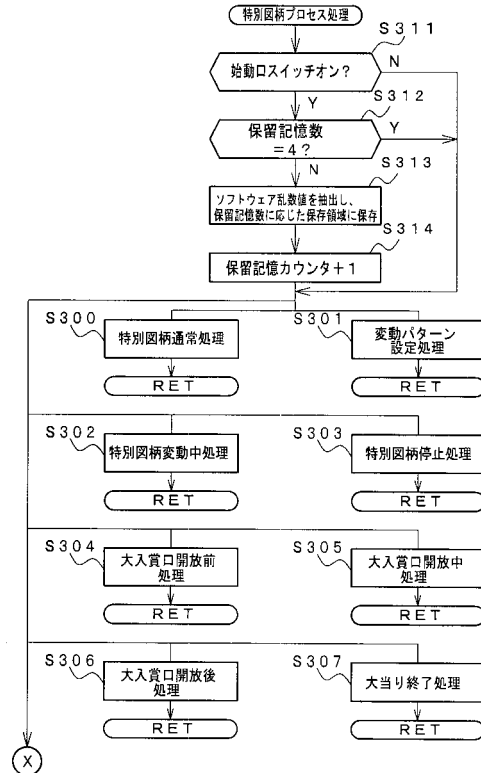 特別図柄プロセス処理
S311
始動口スイッチオン?
N
Y
S312
保留記憶数
=4?
Y
N
S313
ソフトウェア乱数値を抽出し、
保留記憶数に応じた保存領域に保存
S314
保留記憶カウンタ+1
S300
特別図柄通常処理
RET
S301
変動パターン
設定処理
RET
S302
特別図柄変動中処理
RET
S303
特別図柄停止処理
RET
S304
大入賞口開放前
処理
RET
S305
大入賞口開放中
処理
RET
S306
大入賞口開放後
処理
RET
S307
大当り終了処理
RET
X